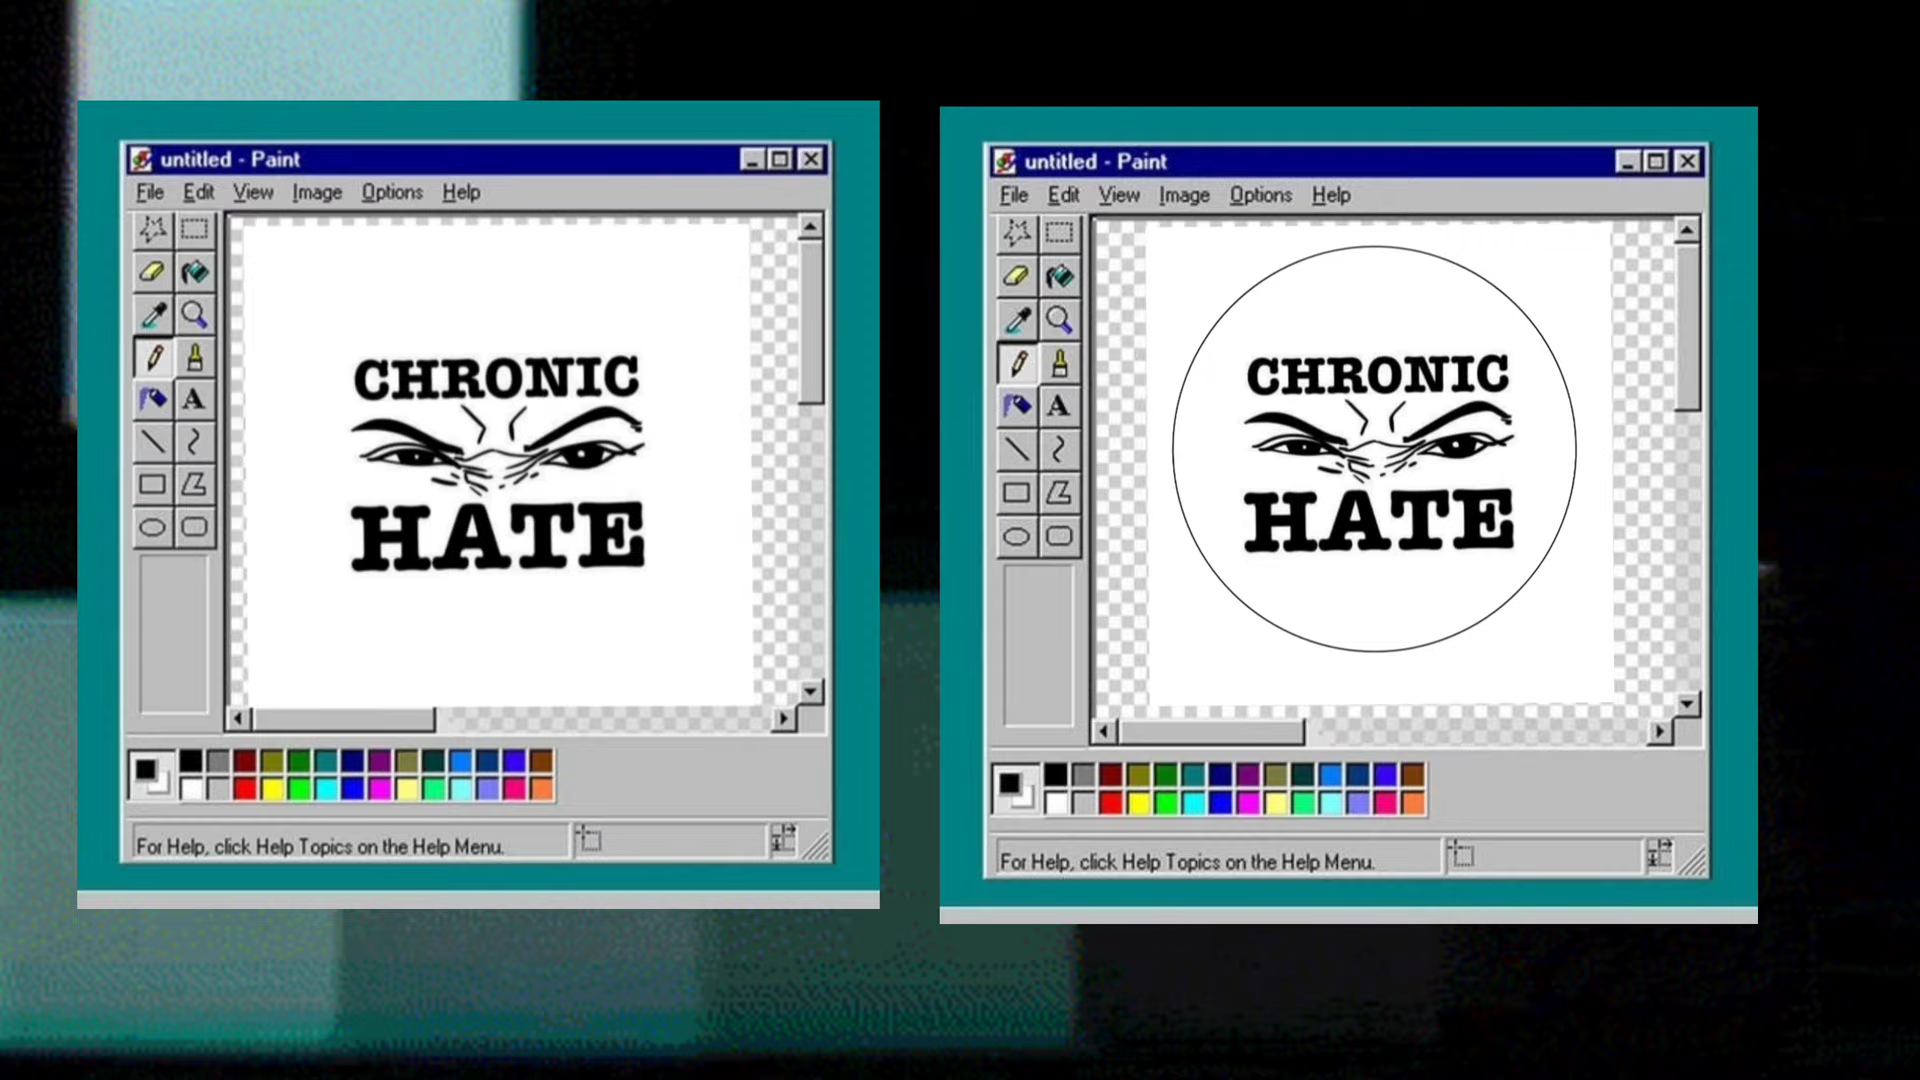 untitled - Paint
File Edit View Image Options Help
A
CHRONIC
HATE
For Help, click Help Topics on the Help Menu.
untitled - Paint
File Edit View Image Options Help
A
CHRONIC
HATE
For Help, click Help Topics on the Help Menu.